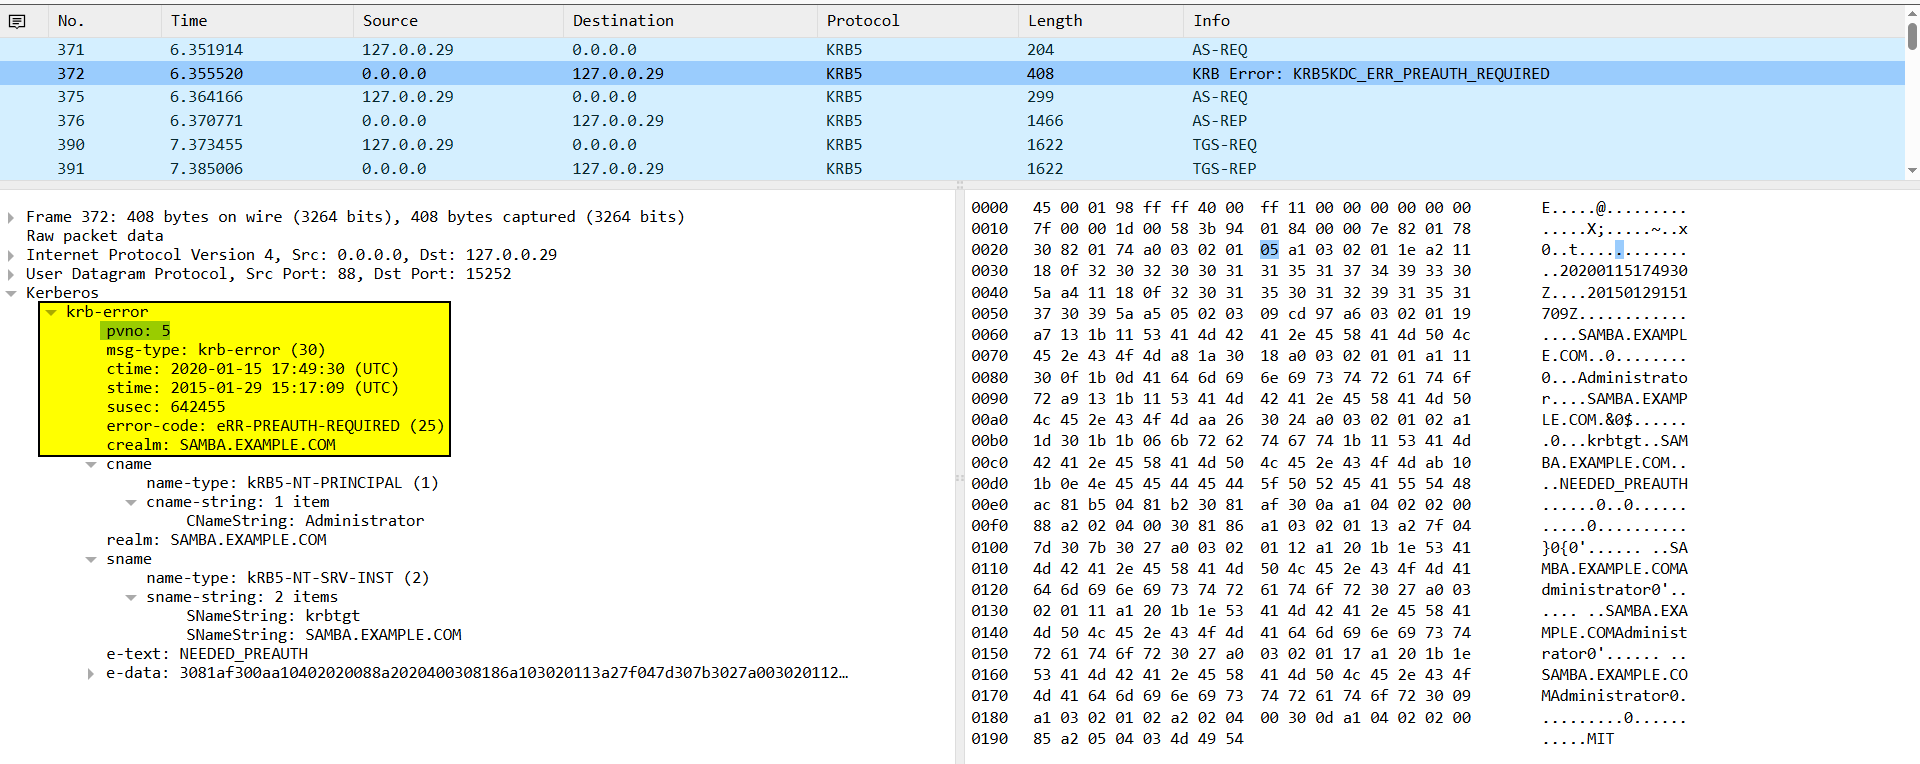 No. Time Source Destination Protocol Length Info
371 6.351914 127.0.0.29 0.0.0.0 KRB5 204 AS-REQ
372 6.355520 0.0.0.0 127.0.0.29 KRB5 408 KRB Error: KRB5KDC_ERR_PREAUTH_REQUIRED
375 6.364166 127.0.0.29 0.0.0.0 KRB5 299 AS-REQ
376 6.370771 0.0.0.0 127.0.0.29 KRB5 1466 AS-REP
390 7.373455 127.0.0.29 0.0.0.0 KRB5 1622 TGS-REQ
391 7.385006 0.0.0.0 127.0.0.29 KRB5 1622 TGS-REP
Frame 372: 408 bytes on wire (3264 bits), 408 bytes captured (3264 bits)
Raw packet data
Internet Protocol Version 4, Src: 0.0.0.0, Dst: 127.0.0.29
User Datagram Protocol, Src Port: 88, Dst Port: 15252
Kerberos
krb-error
pvno: 5
msg-type: krb-error (30)
ctime: 2020-01-15 17:49:30 (UTC)
stime: 2015-01-29 15:17:09 (UTC)
susec: 642455
error-code: eRR-PREAUTH-REQUIRED (25)
crealm: SAMBA.EXAMPLE.COM
cname
name-type: kRB5-NT-PRINCIPAL (1)
cname-string: 1 item
CNameString: Administrator
realm: SAMBA.EXAMPLE.COM
sname
name-type: kRB5-NT-SRV-INST (2)
sname-string: 2 items
SNameString: krbtgt
SNameString: SAMBA.EXAMPLE.COM
e-text: NEEDED_PREAUTH
e-data: 3081af300aa10402020088a2020400308186a103020113a27f047d307b3027a003020112…
0000 45 00 01 98 ff ff 40 00 ff 11 00 00 00 00 00 00 E.....@.........
0010 7f 00 00 1d 00 58 3b 94 01 84 00 00 7e 82 01 78 .....X;.....~..x
0020 30 82 01 74 a0 03 02 01 05 a1 03 02 01 1e a2 11 0..t............
0030 18 0f 32 30 32 30 30 31 31 35 31 37 34 39 33 30 ..20200115174930
0040 5a a4 11 18 0f 32 30 31 35 30 31 32 39 31 35 31 Z....20150129151
0050 37 30 39 5a a5 05 02 03 09 cd 97 a6 03 02 01 19 709Z............
0060 a7 13 1b 11 53 41 4d 42 41 2e 45 58 41 4d 50 4c ....SAMBA.EXAMPL
0070 45 2e 43 4f 4d a8 1a 30 18 a0 03 02 01 01 a1 11 E.COM..0........
0080 30 0f 1b 0d 41 64 6d 69 6e 69 73 74 72 61 74 6f 0...Administrato
0090 72 a9 13 1b 11 53 41 4d 42 41 2e 45 58 41 4d 50 r....SAMBA.EXAMP
00a0 4c 45 2e 43 4f 4d aa 26 30 24 a0 03 02 01 02 a1 LE.COM.&0$......
00b0 1d 30 1b 1b 06 6b 72 62 74 67 74 1b 11 53 41 4d .0...krbtgt..SAM
00c0 42 41 2e 45 58 41 4d 50 4c 45 2e 43 4f 4d ab 10 BA.EXAMPLE.COM..
00d0 1b 0e 4e 45 45 44 45 44 5f 50 52 45 41 55 54 48 ..NEEDED_PREAUTH
00e0 ac 81 b5 04 81 b2 30 81 af 30 0a a1 04 02 02 00 ......0..0......
00f0 88 a2 02 04 00 30 81 86 a1 03 02 01 13 a2 7f 04 .....0..........
0100 7d 30 7b 30 27 a0 03 02 01 12 a1 20 1b 1e 53 41 }0{0'...... ..SA
0110 4d 42 41 2e 45 58 41 4d 50 4c 45 2e 43 4f 4d 41 MBA.EXAMPLE.COMA
0120 64 6d 69 6e 69 73 74 72 61 74 6f 72 30 27 a0 03 dministrator0'..
0130 02 01 11 a1 20 1b 1e 53 41 4d 42 41 2e 45 58 41 .... ..SAMBA.EXA
0140 4d 50 4c 45 2e 43 4f 4d 41 64 6d 69 6e 69 73 74 MPLE.COMAdminist
0150 72 61 74 6f 72 30 27 a0 03 02 01 17 a1 20 1b 1e rator0'...... ..
0160 53 41 4d 42 41 2e 45 58 41 4d 50 4c 45 2e 43 4f SAMBA.EXAMPLE.CO
0170 4d 41 64 6d 69 6e 69 73 74 72 61 74 6f 72 30 09 MAdministrator0.
0180 a1 03 02 01 02 a2 02 04 00 30 0d a1 04 02 02 00 .........0......
0190 85 a2 05 04 03 4d 49 54 .....MIT